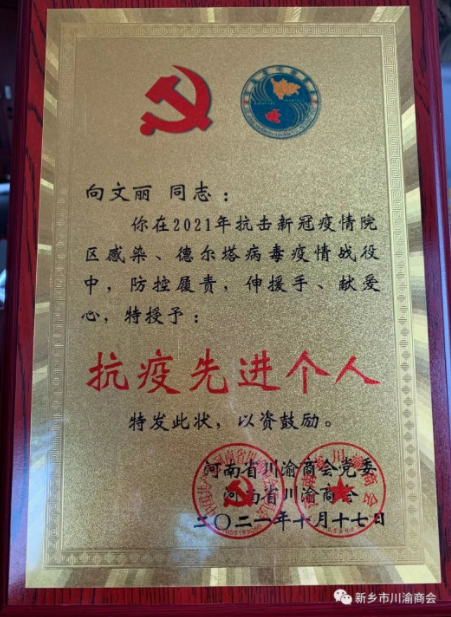 向文丽 同志：
你在2021年抗击新冠疫情院
区感染、德尔塔病毒疫情战役
中，防控履责，伸援手、献爱
心，特授予：
抗疫先进个人
特发此状，以资鼓励。
河南省川渝商会党委
河南省川渝商会
二〇二一年十月十七日
新乡市川渝商会